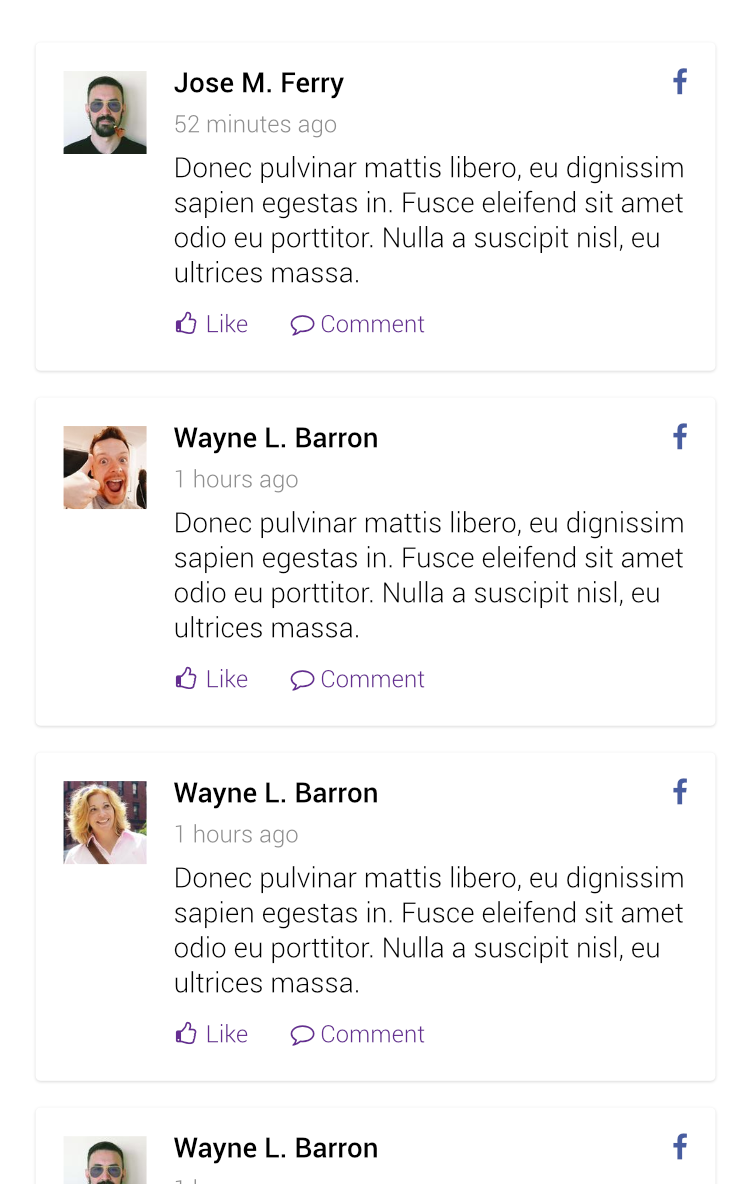 Jose M. Ferry
52 minutes ago
Donec pulvinar mattis libero, eu dignissim
sapien egestas in. Fusce eleifend sit amet
odio eu porttitor. Nulla a suscipit nisl, eu
ultrices massa.
Like Comment
Wayne L. Barron
1 hours ago
Donec pulvinar mattis libero, eu dignissim
sapien egestas in. Fusce eleifend sit amet
odio eu porttitor. Nulla a suscipit nisl, eu
ultrices massa.
Like Comment
Wayne L. Barron
1 hours ago
Donec pulvinar mattis libero, eu dignissim
sapien egestas in. Fusce eleifend sit amet
odio eu porttitor. Nulla a suscipit nisl, eu
ultrices massa.
Like Comment
Wayne L. Barron